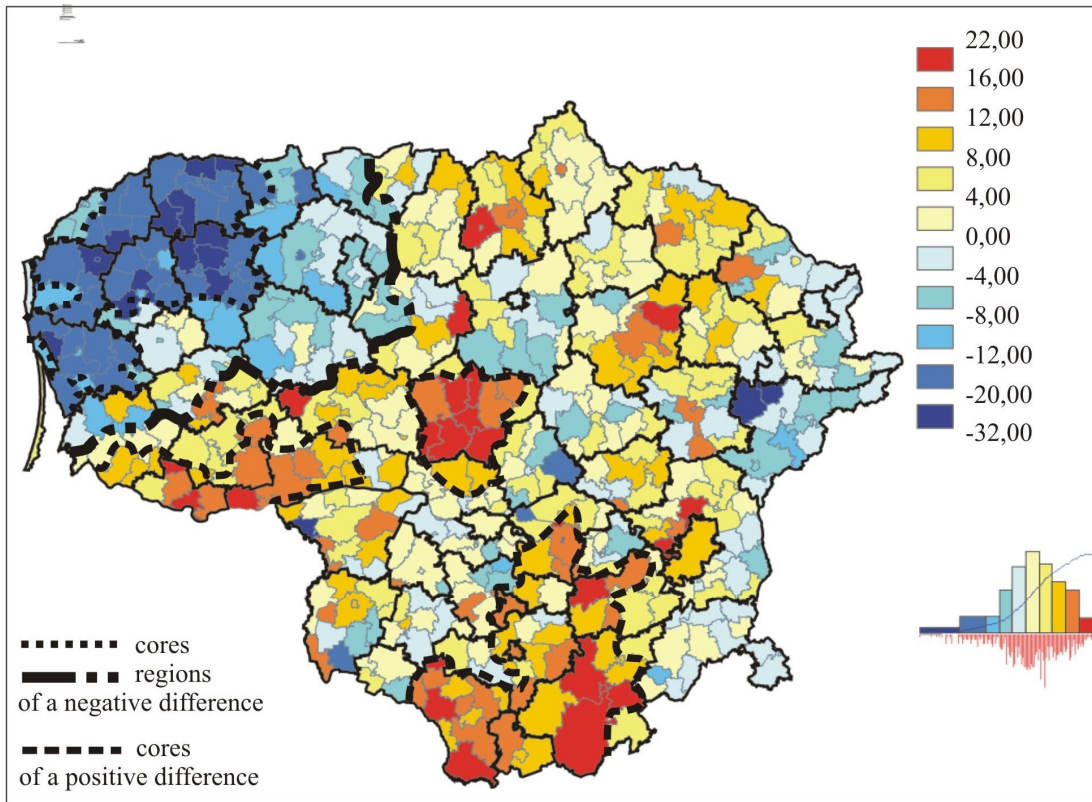 22,00
16,00
12,00
8,00
4,00
0,00
-4,00
-8,00
-12,00
-20,00
-32,00
cores
regions
of a negative difference
cores
of a positive difference